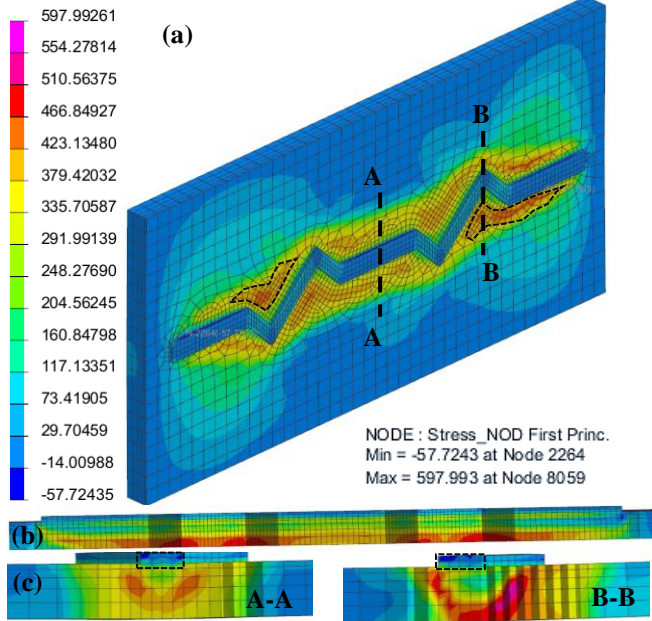 597.99261
554.27814
510.56375
466.84927
423.13480
379.42032
335.70587
291.99139
248.27690
204.56245
160.84798
117.13351
73.41905
29.70459
-14.00988
-57.72435
(a)
B
A
B
A
NODE : Stress_NOD First Princ.
Min = -57.7243 at Node 2264
Max = 597.993 at Node 8059
(b)
(c)
A-A
B-B